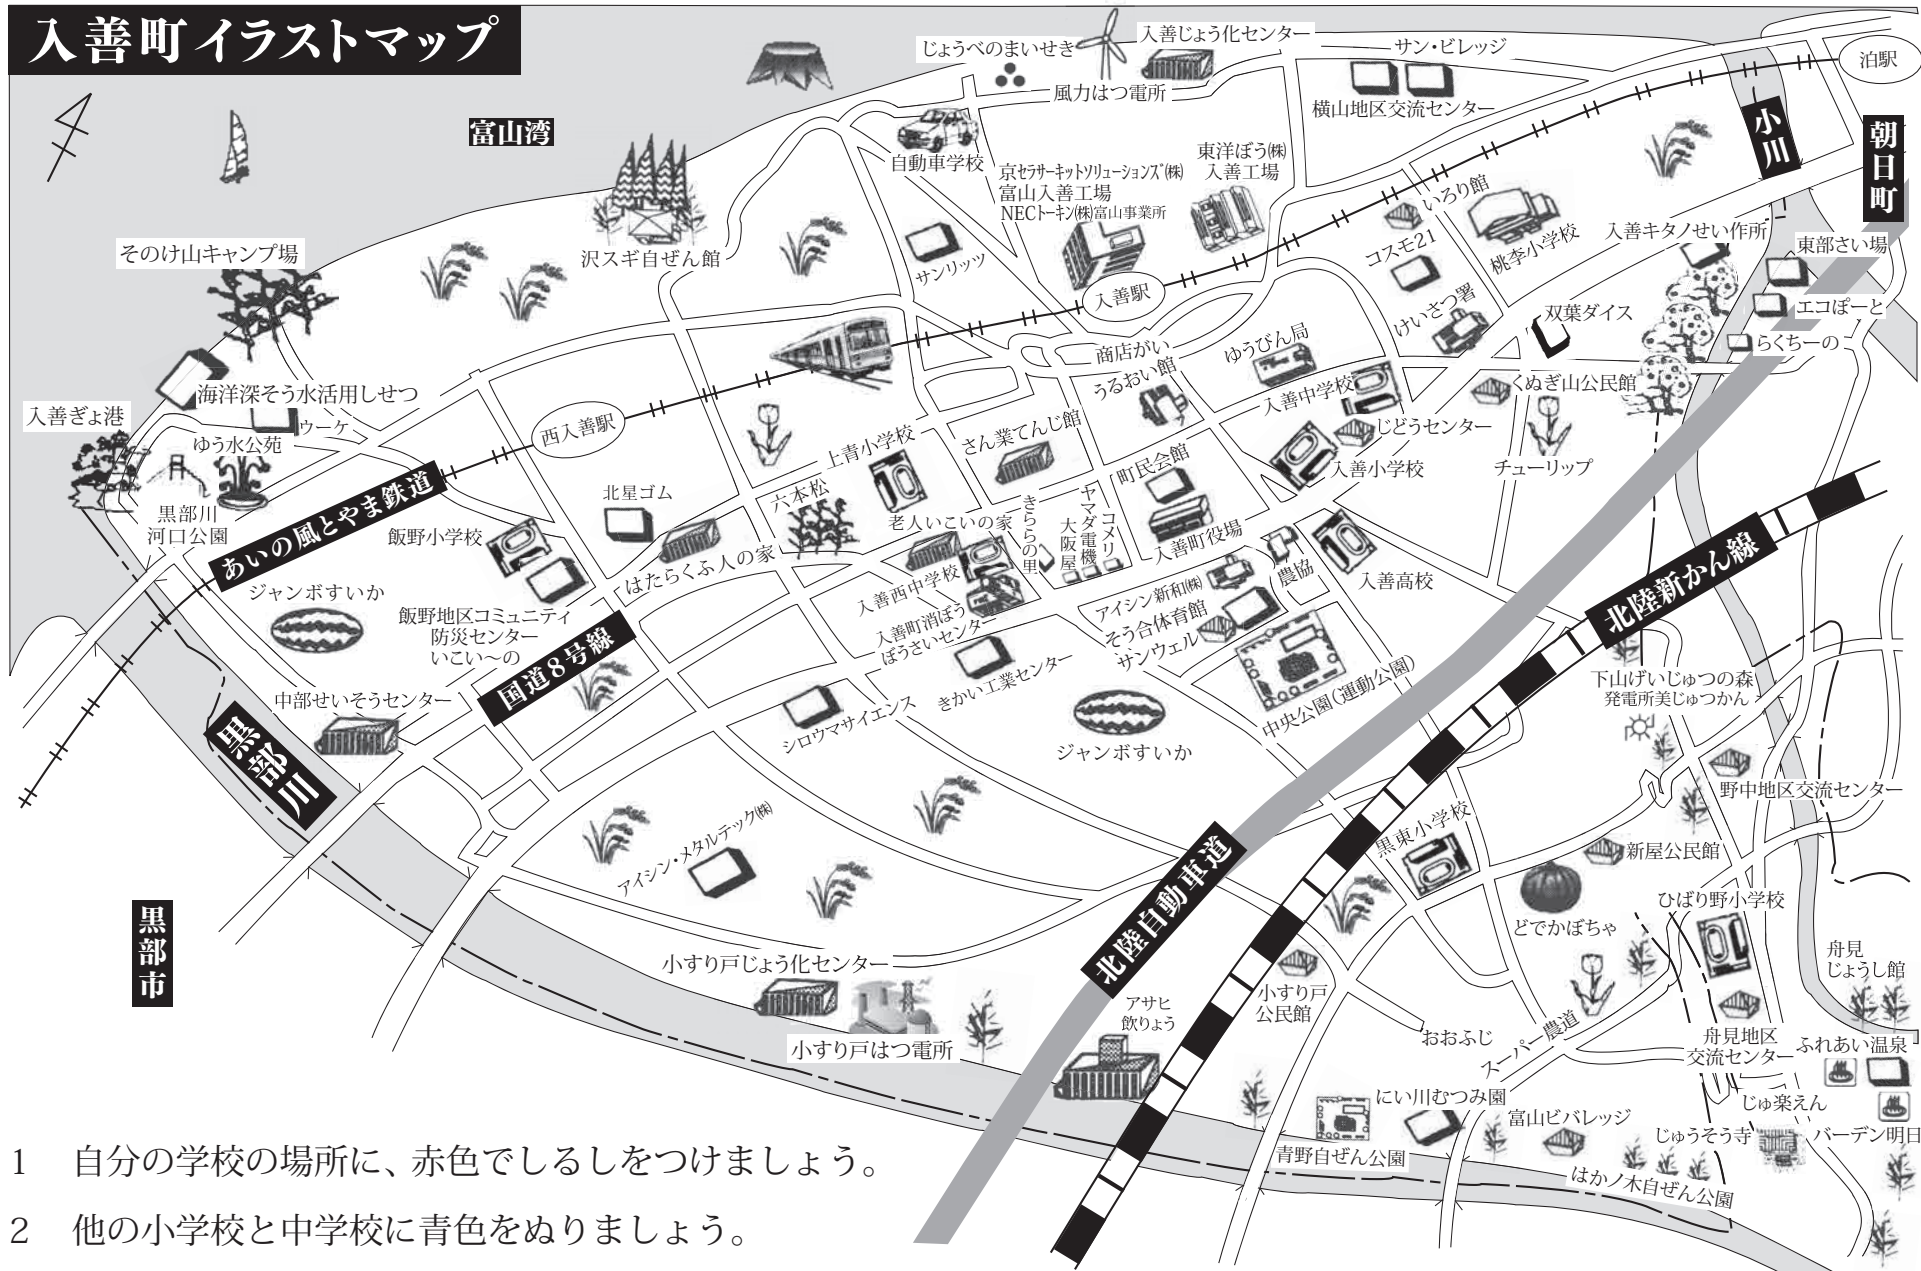 入善町イラストマップ
富山湾
じょうべのまいせき
入善じょう化センター
風力はつ電所
サン・ビレッジ
横山地区交流センター
泊駅
小川
朝日町
自動車学校
京セラサーキットソリューションズ㈱
富山入善工場
NECトーキン㈱富山事業所
東洋ぼう㈱
入善工場
いろり館
コスモ21
桃李小学校
入善キタノせい作所
東部さい場
エコぽーと
らくちーの
そのけ山キャンプ場
沢スギ自ぜん館
サンリッツ
入善駅
けいさつ署
双葉ダイス
海洋深そう水活用しせつ
ウーケ
入善ぎょ港
ゆう水公苑
黒部川
河口公園
西入善駅
商店がい
うるおい館
ゆうびん局
入善中学校
くぬぎ山公民館
じどうセンター
入善小学校
チューリップ
あいの風とやま鉄道
上青小学校
さん業てんじ館
町民会館
北星ゴム
六本松
飯野小学校
はたらくふ人の家
老人いこいの家
きららの里
大阪屋
ヤマダ電機
コメリ
入善町役場
入善西中学校
農協
入善高校
北陸新かん線
ジャンボすいか
飯野地区コミュニティ
防災センター
いこい〜の
国道8号線
入善町消ぼう
ぼうさいセンター
アイシン新和㈱
そう合体育館
サンウェル
きかい工業センター
中央公園(運動公園)
下山げいじゅつの森
発電所美じゅつかん
中部せいそうセンター
黒部川
シロウマサイエンス
ジャンボすいか
野中地区交流センター
アイシン・メタルテック㈱
黒東小学校
新屋公民館
北陸自動車道
どでかぼちゃ
ひばり野小学校
黒部市
小すり戸じょう化センター
小すり戸はつ電所
アサヒ
飲りょう
小すり戸
公民館
おおふじ
スーパー農道
舟見
じょうし館
舟見地区
交流センター
ふれあい温泉
じゅ楽えん
にい川むつみ園
富山ビバレッジ
じゅうそう寺
バーデン明日
青野自ぜん公園
はかノ木自ぜん公園
1 自分の学校の場所に、赤色でしるしをつけましょう。
2 他の小学校と中学校に青色をぬりましょう。